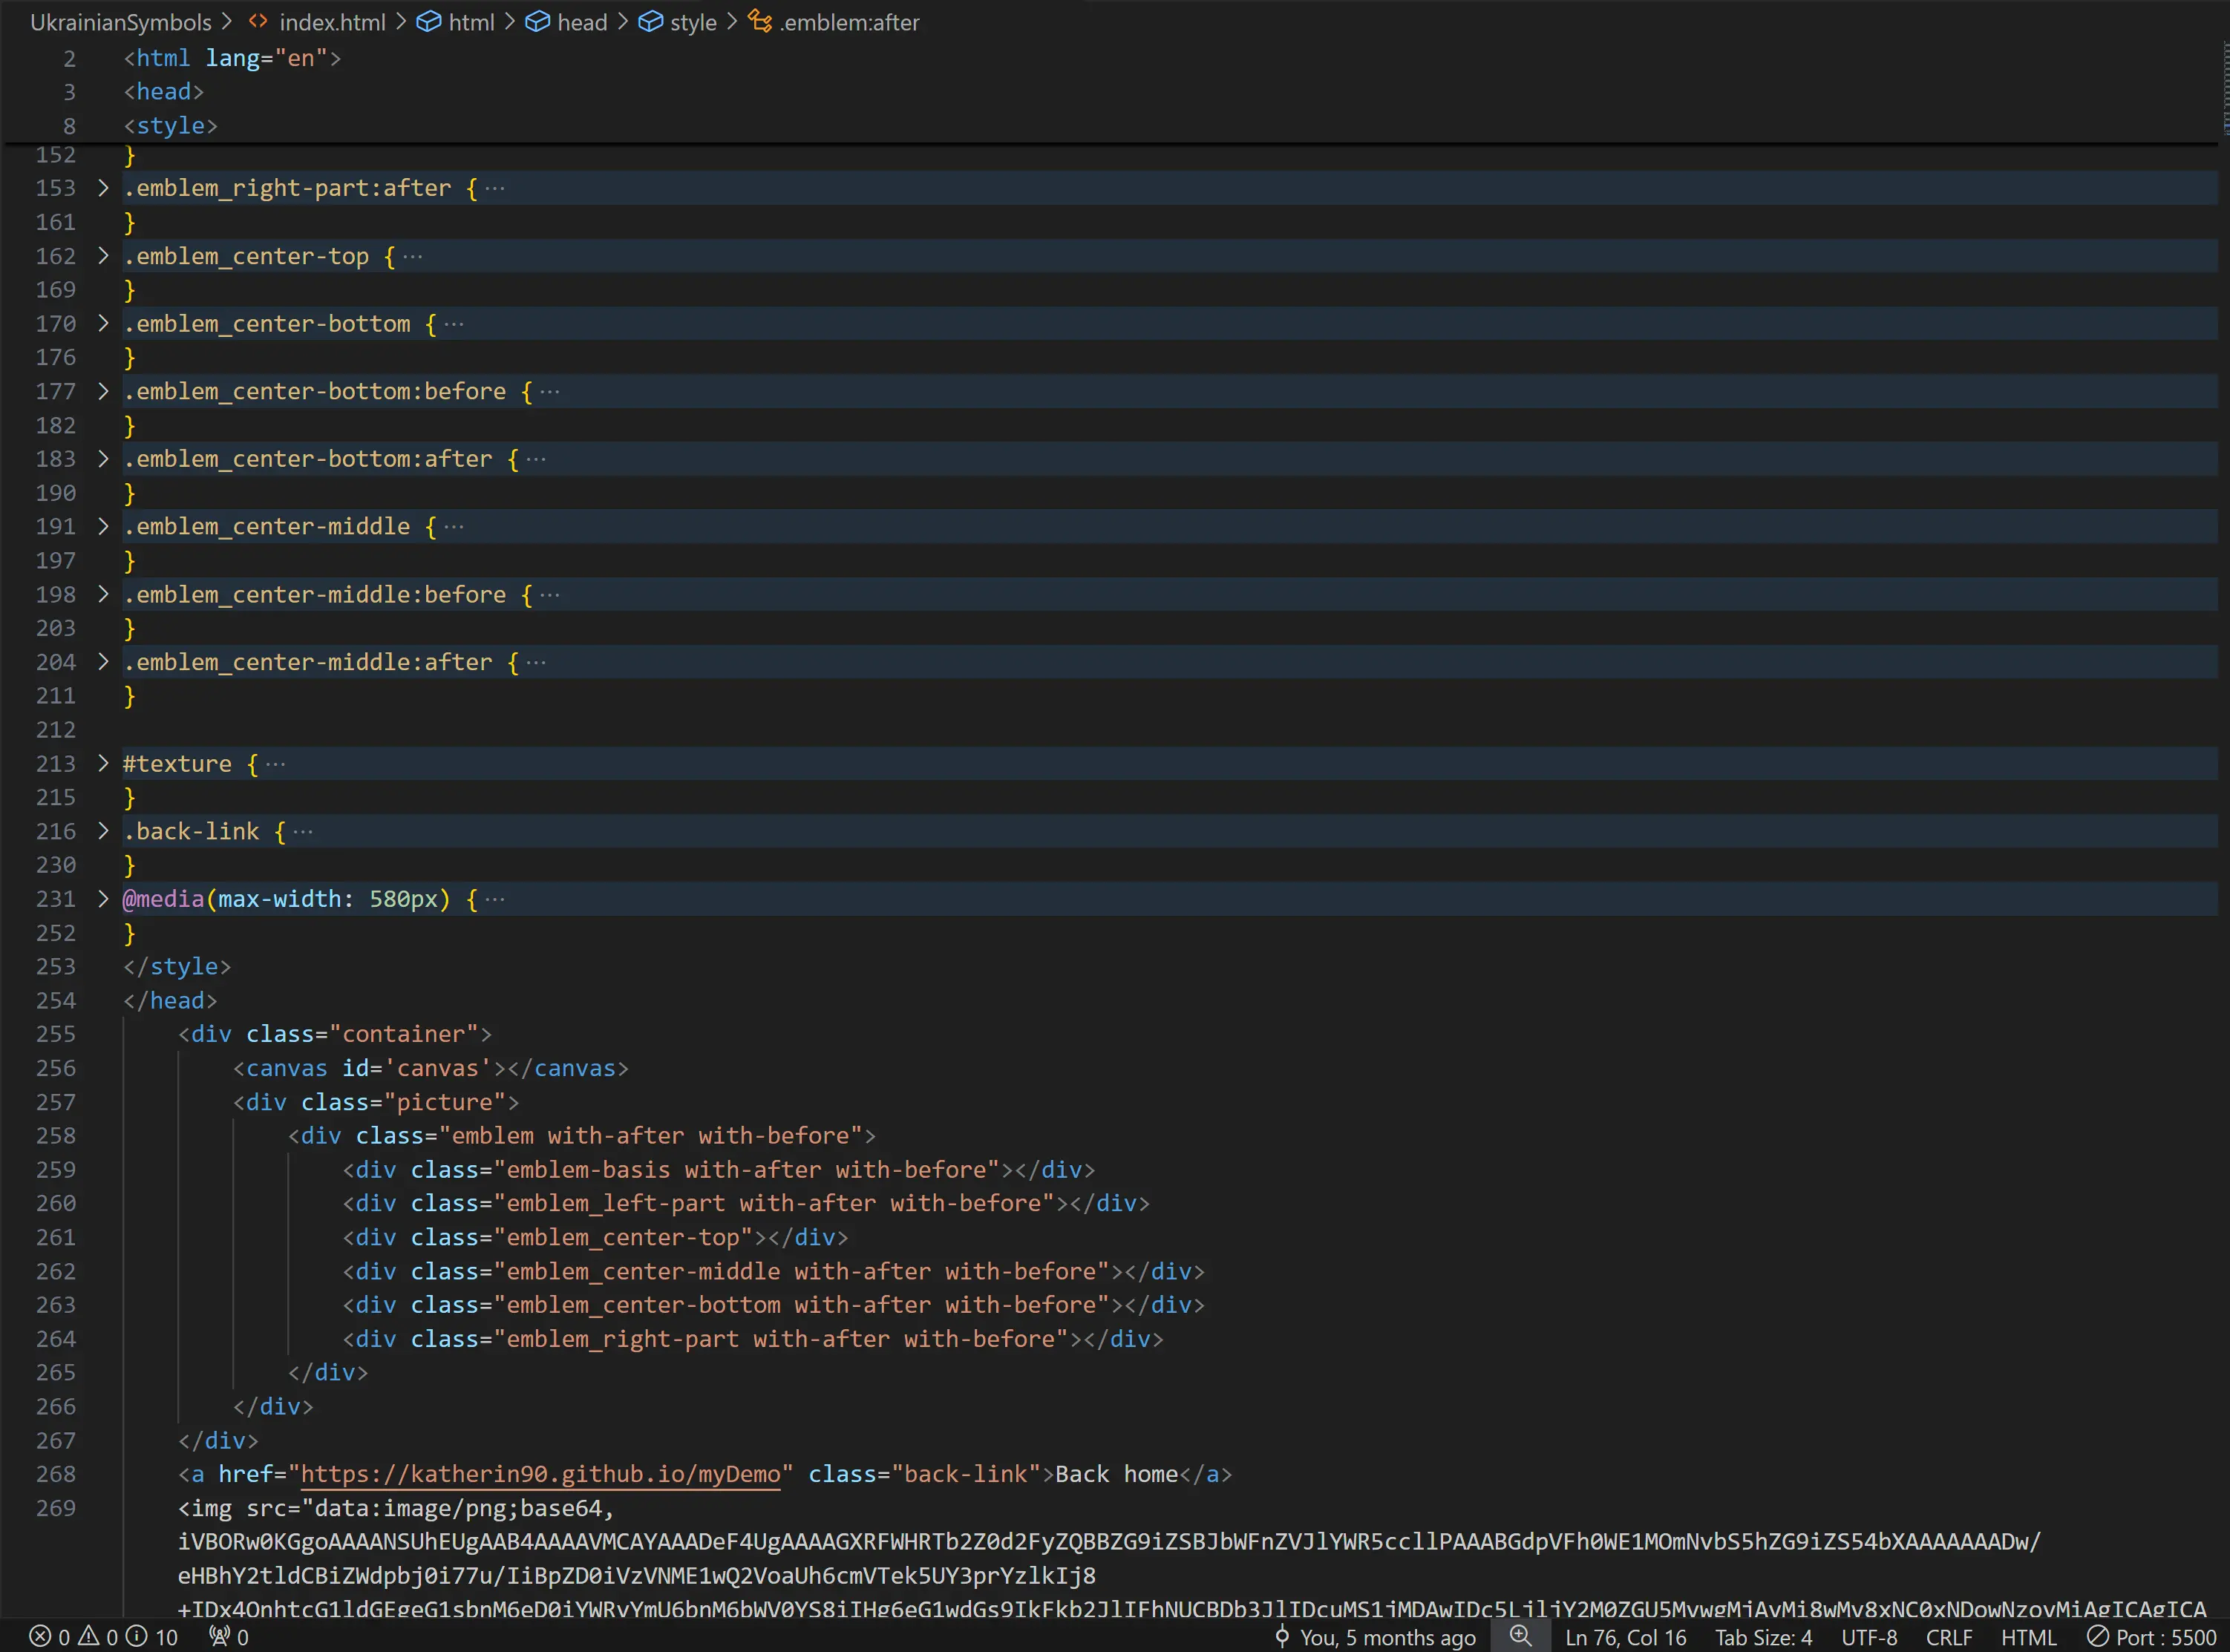 UkrainianSymbols > <> index.html > html > head > style > .emblem:after
2 <html lang="en">
3 <head>
8 <style>
152 }
153 > .emblem_right-part:after { ···
161 }
162 > .emblem_center-top { ···
169 }
170 > .emblem_center-bottom { ···
176 }
177 > .emblem_center-bottom:before { ···
182 }
183 > .emblem_center-bottom:after { ···
190 }
191 > .emblem_center-middle { ···
197 }
198 > .emblem_center-middle:before { ···
203 }
204 > .emblem_center-middle:after { ···
211 }
212
213 > #texture { ···
215 }
216 > .back-link { ···
230 }
231 > @media(max-width: 580px) { ···
252 }
253 </style>
254 </head>
255 <div class="container">
256 <canvas id='canvas'></canvas>
257 <div class="picture">
258 <div class="emblem with-after with-before">
259 <div class="emblem-basis with-after with-before"></div>
260 <div class="emblem_left-part with-after with-before"></div>
261 <div class="emblem_center-top"></div>
262 <div class="emblem_center-middle with-after with-before"></div>
263 <div class="emblem_center-bottom with-after with-before"></div>
264 <div class="emblem_right-part with-after with-before"></div>
265 </div>
266 </div>
267 </div>
268 <a href="https://katherin90.github.io/myDemo" class="back-link">Back home</a>
269 <img src="data:image/png;base64,
iVBORw0KGgoAAAANSUhEUgAAB4AAAAVMCAYAAADeF4UgAAAAGXRFWHRTb2Z0d2FyZQBBZG9iZSBJbWFnZVJlYWR5ccllPAAABGdpVFh0WE1MOmNvbS5hZG9iZS54bXAAAAAAADw/
eHBhY2tldCBiZWdpbj0i77u/IiBpZD0iVzVNME1wQ2VoaUh6cmVTek5UY3prYzlkIj8
0 0 10 0 You, 5 months ago Ln 76, Col 16 Tab Size: 4 UTF-8 CRLF HTML Port : 5500